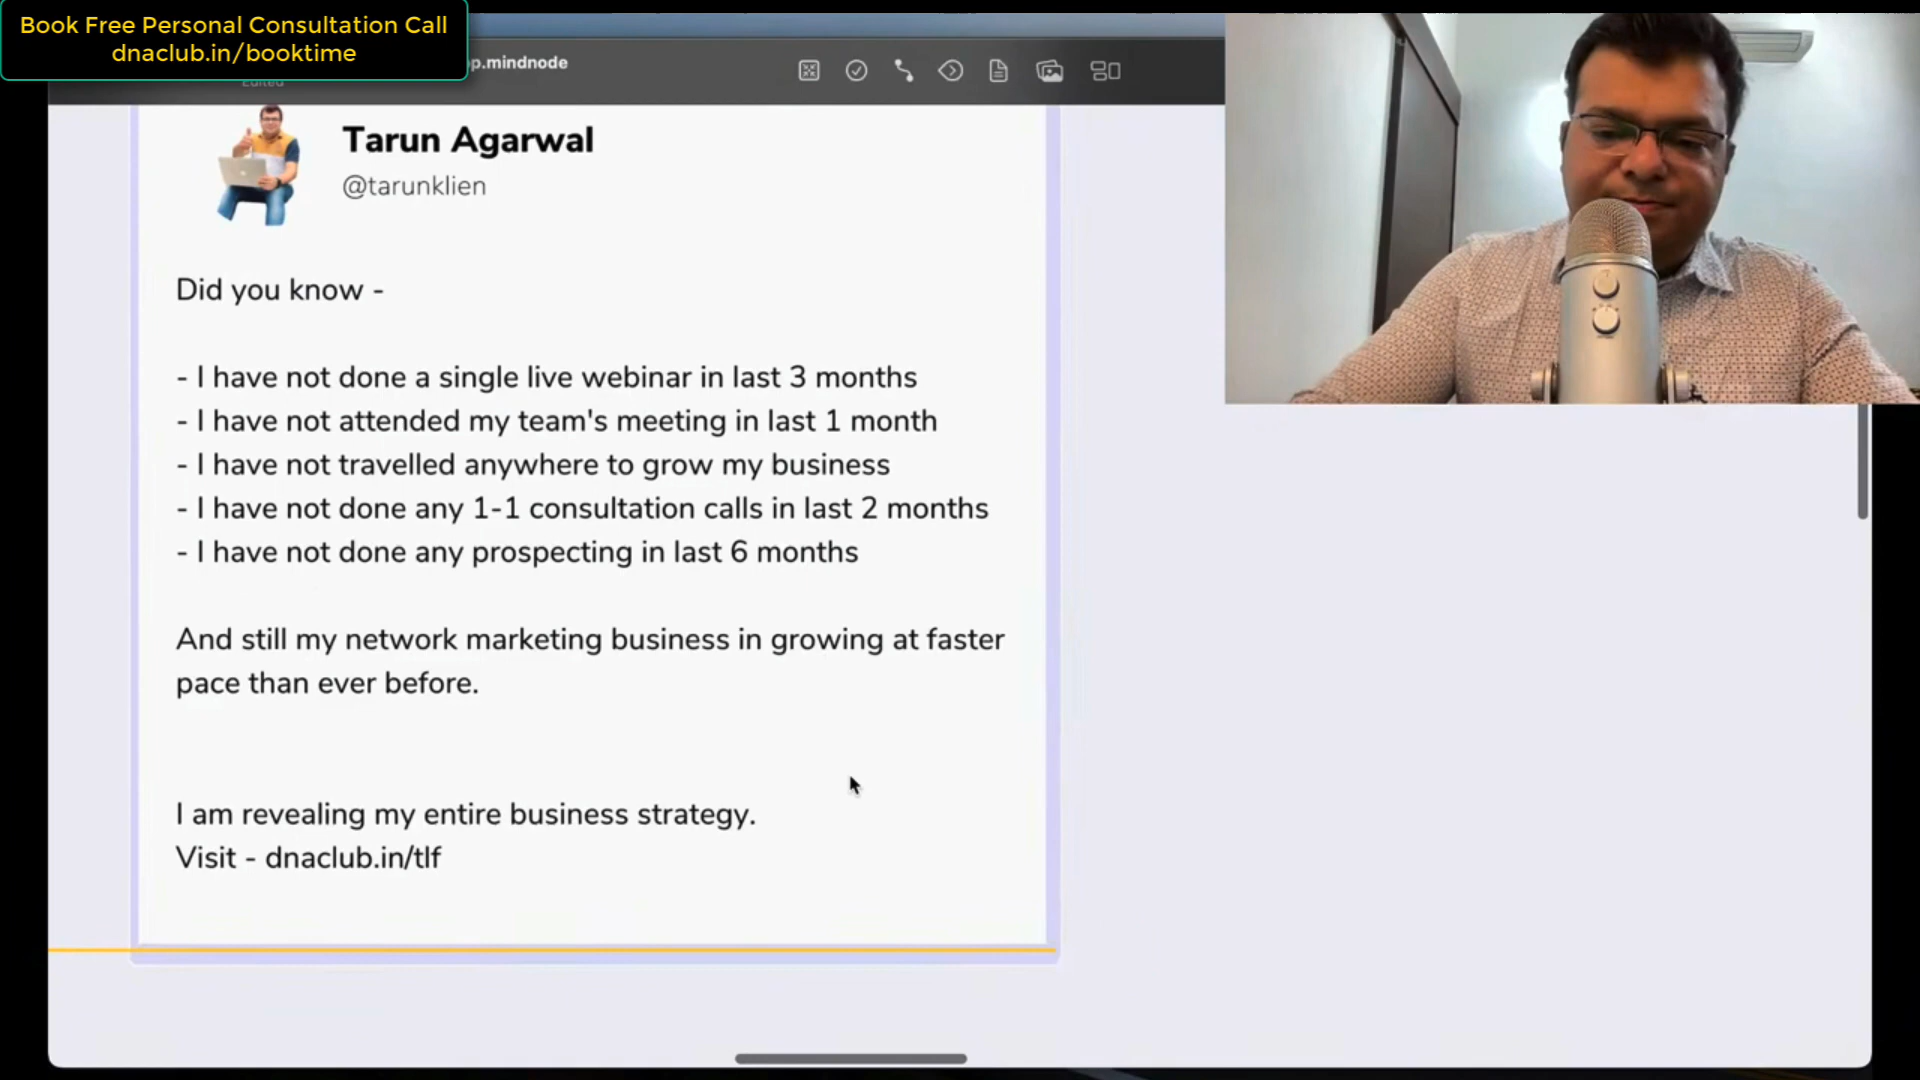 Book Free Personal Consultation Call
dnaclub.in/booktime
p.mindnode
Edited
Tarun Agarwal
@tarunklien
Did you know -
- I have not done a single live webinar in last 3 months
- I have not attended my team's meeting in last 1 month
- I have not travelled anywhere to grow my business
- I have not done any 1-1 consultation calls in last 2 months
- I have not done any prospecting in last 6 months
And still my network marketing business in growing at faster
pace than ever before.
I am revealing my entire business strategy.
Visit - dnaclub.in/tlf